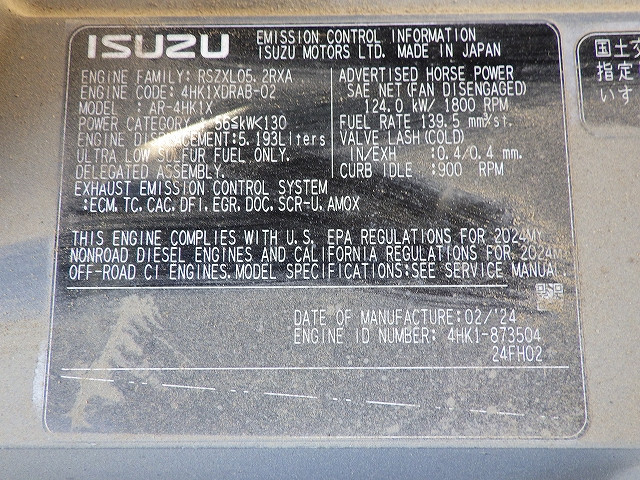 ISUZU
EMISSION CONTROL INFORMATION
ISUZU MOTORS LTD. MADE IN JAPAN
ENGINE FAMILY: RSZXL05.2RXA
ENGINE CODE: 4HK1XDRAB-02
MODEL : AR-4HK1X
POWER CATEGORY : 56≦kW<130
ENGINE DISPLACEMENT:5.193Liters
ULTRA LOW SULFUR FUEL ONLY.
DELEGATED ASSEMBLY.
ADVERTISED HORSE POWER
SAE NET(FAN DISENGAGED)
124.0 kW/ 1800 RPM
FUEL RATE 139.5 mm³/st.
VALVE LASH(COLD)
IN/EXH :0.4/0.4 mm.
CURB IDLE :900 RPM
EXHAUST EMISSION CONTROL SYSTEM
:ECM, TC, CAC, DFI, EGR, DOC, SCR-U, AMOX
THIS ENGINE COMPLIES WITH U.S. EPA REGULATIONS FOR 2024MY
NONROAD DIESEL ENGINES AND CALIFORNIA REGULATIONS FOR 2024M
OFF-ROAD CI ENGINES.MODEL SPECIFICATIONS:SEE SERVICE MANUAL
DATE OF MANUFACTURE:02/'24
ENGINE ID NUMBER: 4HK1-873504
24FH02
国土交
指定
いす